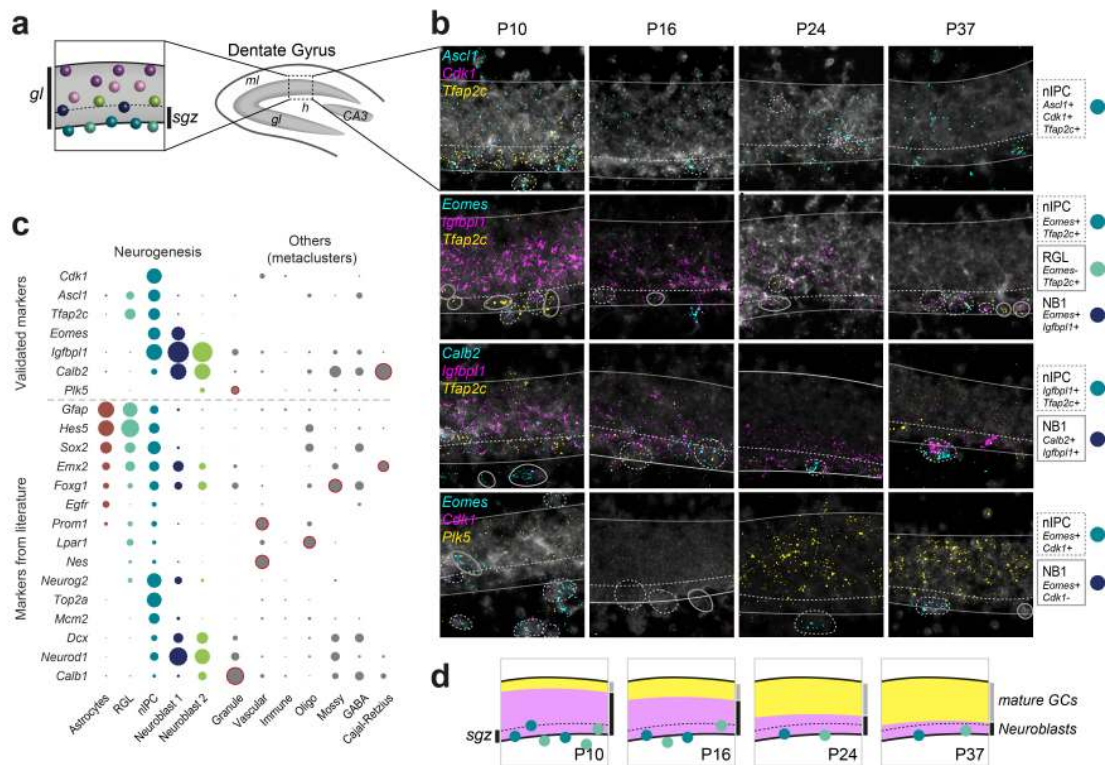 a
Dentate Gyrus
gl
sgz
ml
h
gl
CA3
b
P10
P16
P24
P37
Ascl1
Cdk1
Tfap2c
nIPC
Ascl1+
Cdk1+
Tfap2c+
Eomes
Igfbpl1
Tfap2c
nIPC
Eomes+
Tfap2c+
RGL
Eomes-
Tfap2c+
NB1
Eomes+
Igfbpl1+
Calb2
Igfbpl1
Tfap2c
nIPC
Igfbpl1+
Tfap2c+
NB1
Calb2+
Igfbpl1+
Eomes
Cdk1
Plk5
nIPC
Eomes+
Cdk1+
NB1
Eomes+
Cdk1-
c
Neurogenesis
Others
(metaclusters)
Validated markers
Cdk1
Ascl1
Tfap2c
Eomes
Igfbpl1
Calb2
Plk5
Markers from literature
Gfap
Hes5
Sox2
Emx2
Foxg1
Egfr
Prom1
Lpar1
Nes
Neurog2
Top2a
Mcm2
Dcx
Neurod1
Calb1
Astrocytes
RGL
nIPC
Neuroblast 1
Neuroblast 2
Granule
Vascular
Immune
Oligo
Mossy
GABA
Cajal-Retzius
d
sgz
P10
P16
P24
P37
mature GCs
Neuroblasts